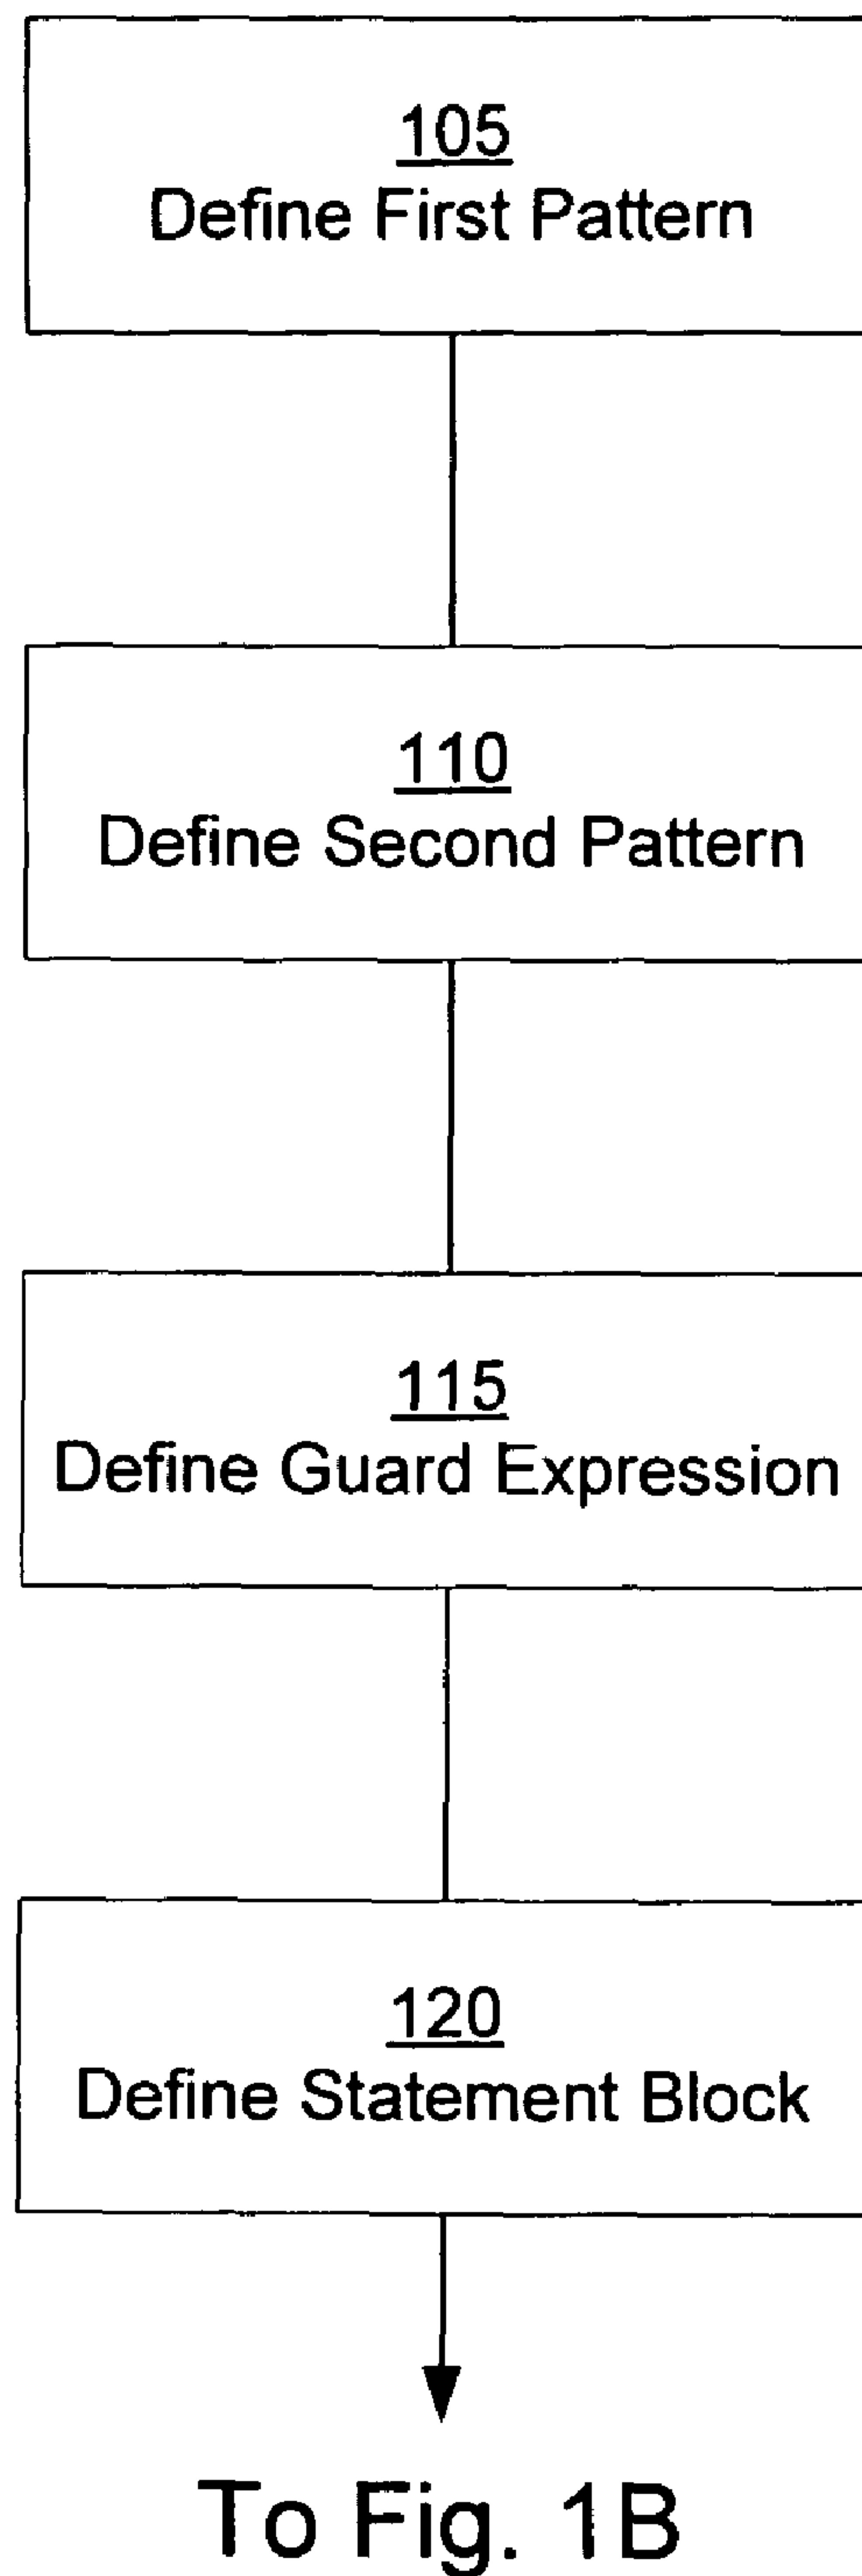 105
Define First Pattern
110
Define Second Pattern
115
Define Guard Expression
120
Define Statement Block
To Fig. 1B